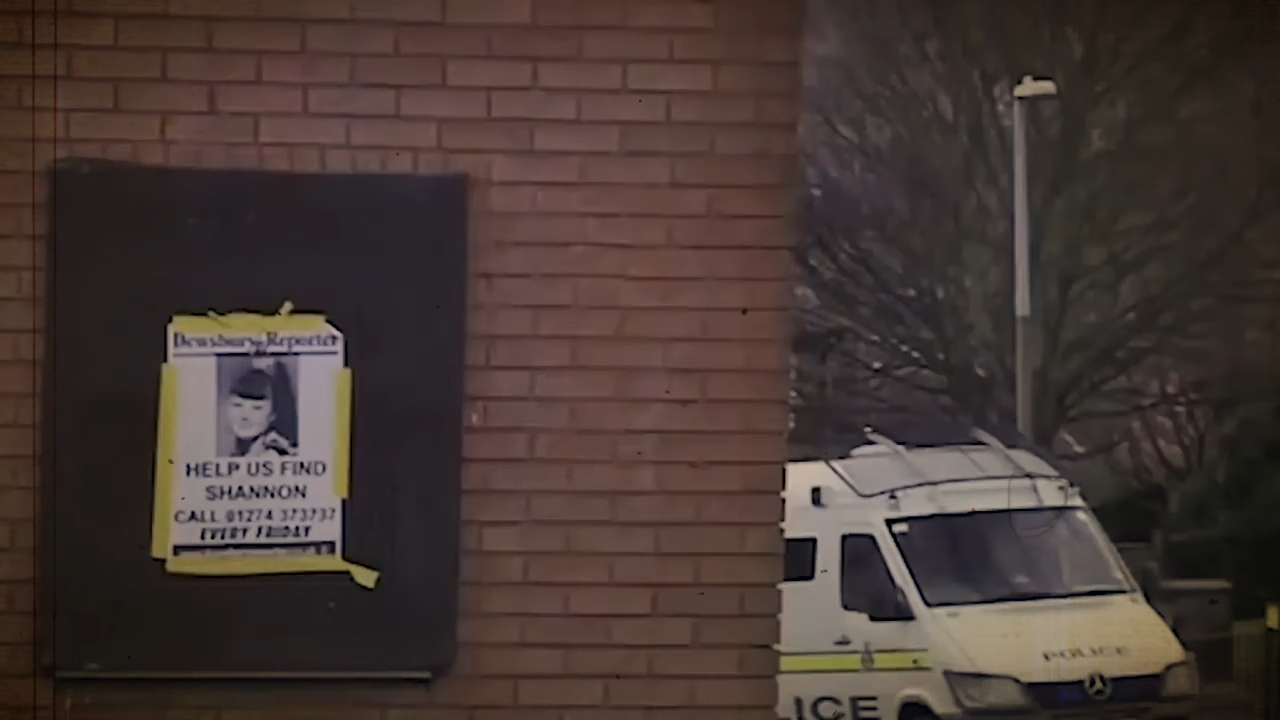 Dewsbury Reporter
HELP US FIND
SHANNON
CALL 01274 373737
EVERY FRIDAY
POLICE
ICE